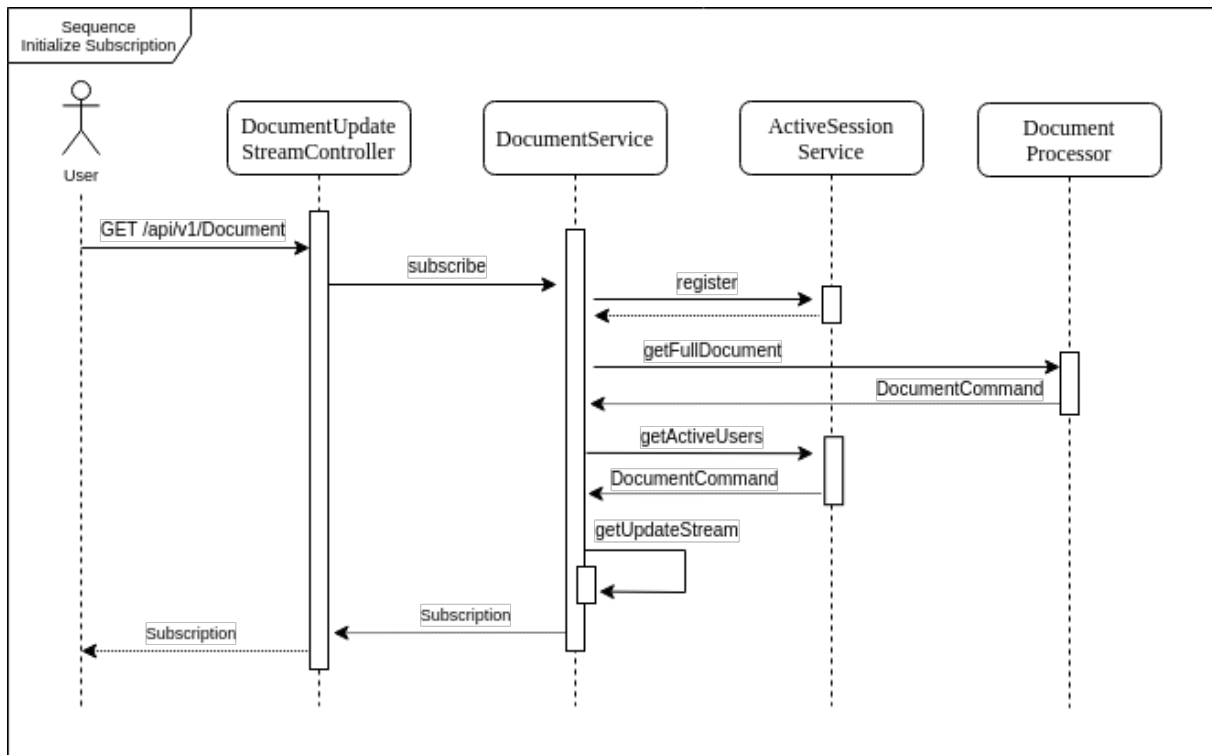 Sequence
Initialize Subscription
User
DocumentUpdate
StreamController
DocumentService
ActiveSession
Service
Document
Processor
GET /api/v1/Document
subscribe
register
getFullDocument
DocumentCommand
getActiveUsers
DocumentCommand
getUpdateStream
Subscription
Subscription